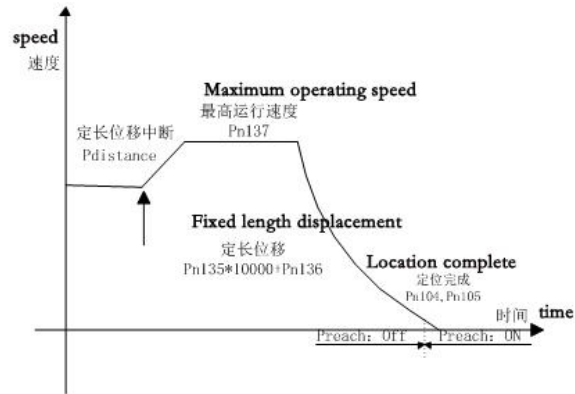 speed
速度
Maximum operating speed
最高运行速度
Pn137
定长位移中断
Pdistance
Fixed length displacement
定长位移
Pn135*10000+Pn136
Location complete
定位完成
Pn104,Pn105
时间 time
Preach: Off Preach: ON